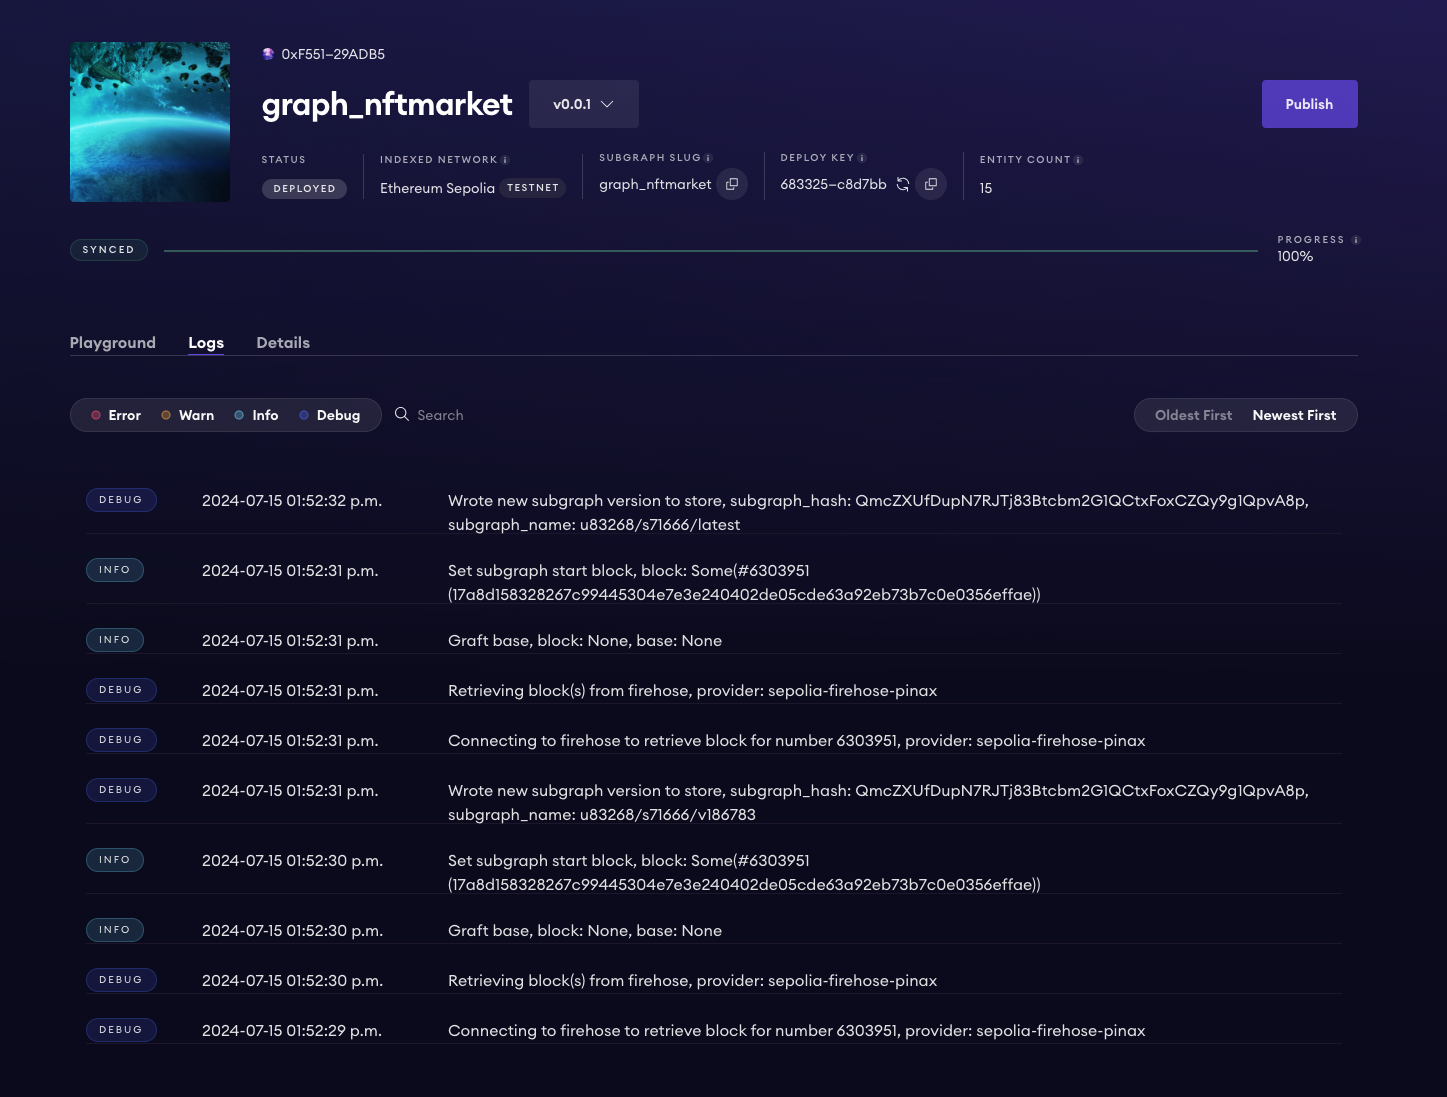 0xF551–29ADB5
graph_nftmarket
v0.0.1
Publish
STATUS
DEPLOYED
INDEXED NETWORK
Ethereum Sepolia TESTNET
SUBGRAPH SLUG
graph_nftmarket
DEPLOY KEY
683325–c8d7bb
ENTITY COUNT
15
SYNCED
PROGRESS
100%
Playground Logs Details
Error Warn Info Debug Search
Oldest First Newest First
DEBUG 2024-07-15 01:52:32 p.m. Wrote new subgraph version to store, subgraph_hash: QmcZXUfDupN7RJTj83Btcbm2G1QCtxFoxCZQy9g1QpvA8p,
subgraph_name: u83268/s71666/latest
INFO 2024-07-15 01:52:31 p.m. Set subgraph start block, block: Some(#6303951
(17a8d158328267c99445304e7e3e240402de05cde63a92eb73b7c0e0356effae))
INFO 2024-07-15 01:52:31 p.m. Graft base, block: None, base: None
DEBUG 2024-07-15 01:52:31 p.m. Retrieving block(s) from firehose, provider: sepolia-firehose-pinax
DEBUG 2024-07-15 01:52:31 p.m. Connecting to firehose to retrieve block for number 6303951, provider: sepolia-firehose-pinax
DEBUG 2024-07-15 01:52:31 p.m. Wrote new subgraph version to store, subgraph_hash: QmcZXUfDupN7RJTj83Btcbm2G1QCtxFoxCZQy9g1QpvA8p,
subgraph_name: u83268/s71666/v186783
INFO 2024-07-15 01:52:30 p.m. Set subgraph start block, block: Some(#6303951
(17a8d158328267c99445304e7e3e240402de05cde63a92eb73b7c0e0356effae))
INFO 2024-07-15 01:52:30 p.m. Graft base, block: None, base: None
DEBUG 2024-07-15 01:52:30 p.m. Retrieving block(s) from firehose, provider: sepolia-firehose-pinax
DEBUG 2024-07-15 01:52:29 p.m. Connecting to firehose to retrieve block for number 6303951, provider: sepolia-firehose-pinax